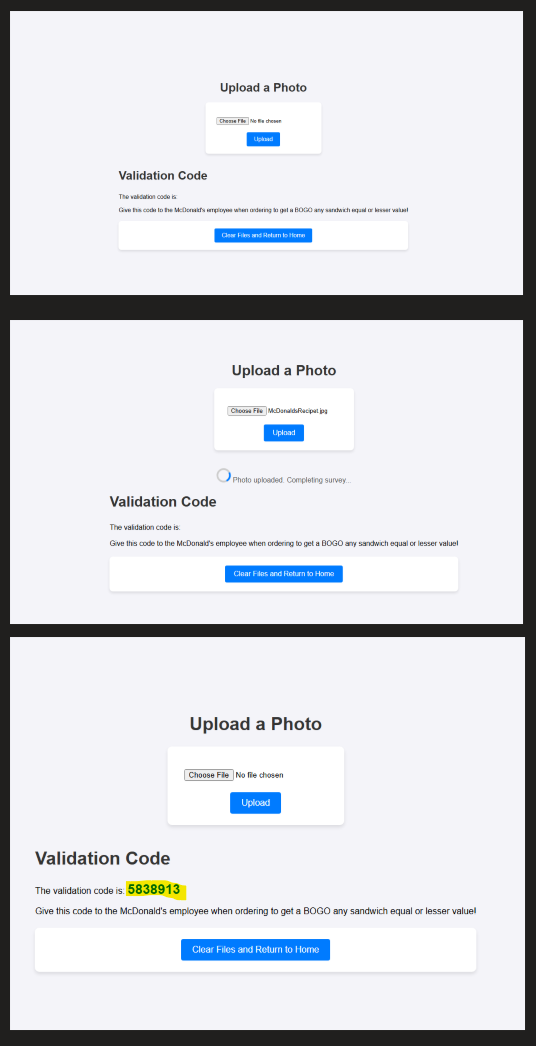 Upload a Photo
Choose File No file chosen
Upload
Validation Code
The validation code is:
Give this code to the McDonald's employee when ordering to get a BOGO any sandwich equal or lesser value!
Clear Files and Return to Home
Upload a Photo
Choose File McDonaldsRecipet.jpg
Upload
Photo uploaded. Completing survey...
Validation Code
The validation code is:
Give this code to the McDonald's employee when ordering to get a BOGO any sandwich equal or lesser value!
Clear Files and Return to Home
Upload a Photo
Choose File No file chosen
Upload
Validation Code
The validation code is: 5838913
Give this code to the McDonald's employee when ordering to get a BOGO any sandwich equal or lesser value!
Clear Files and Return to Home